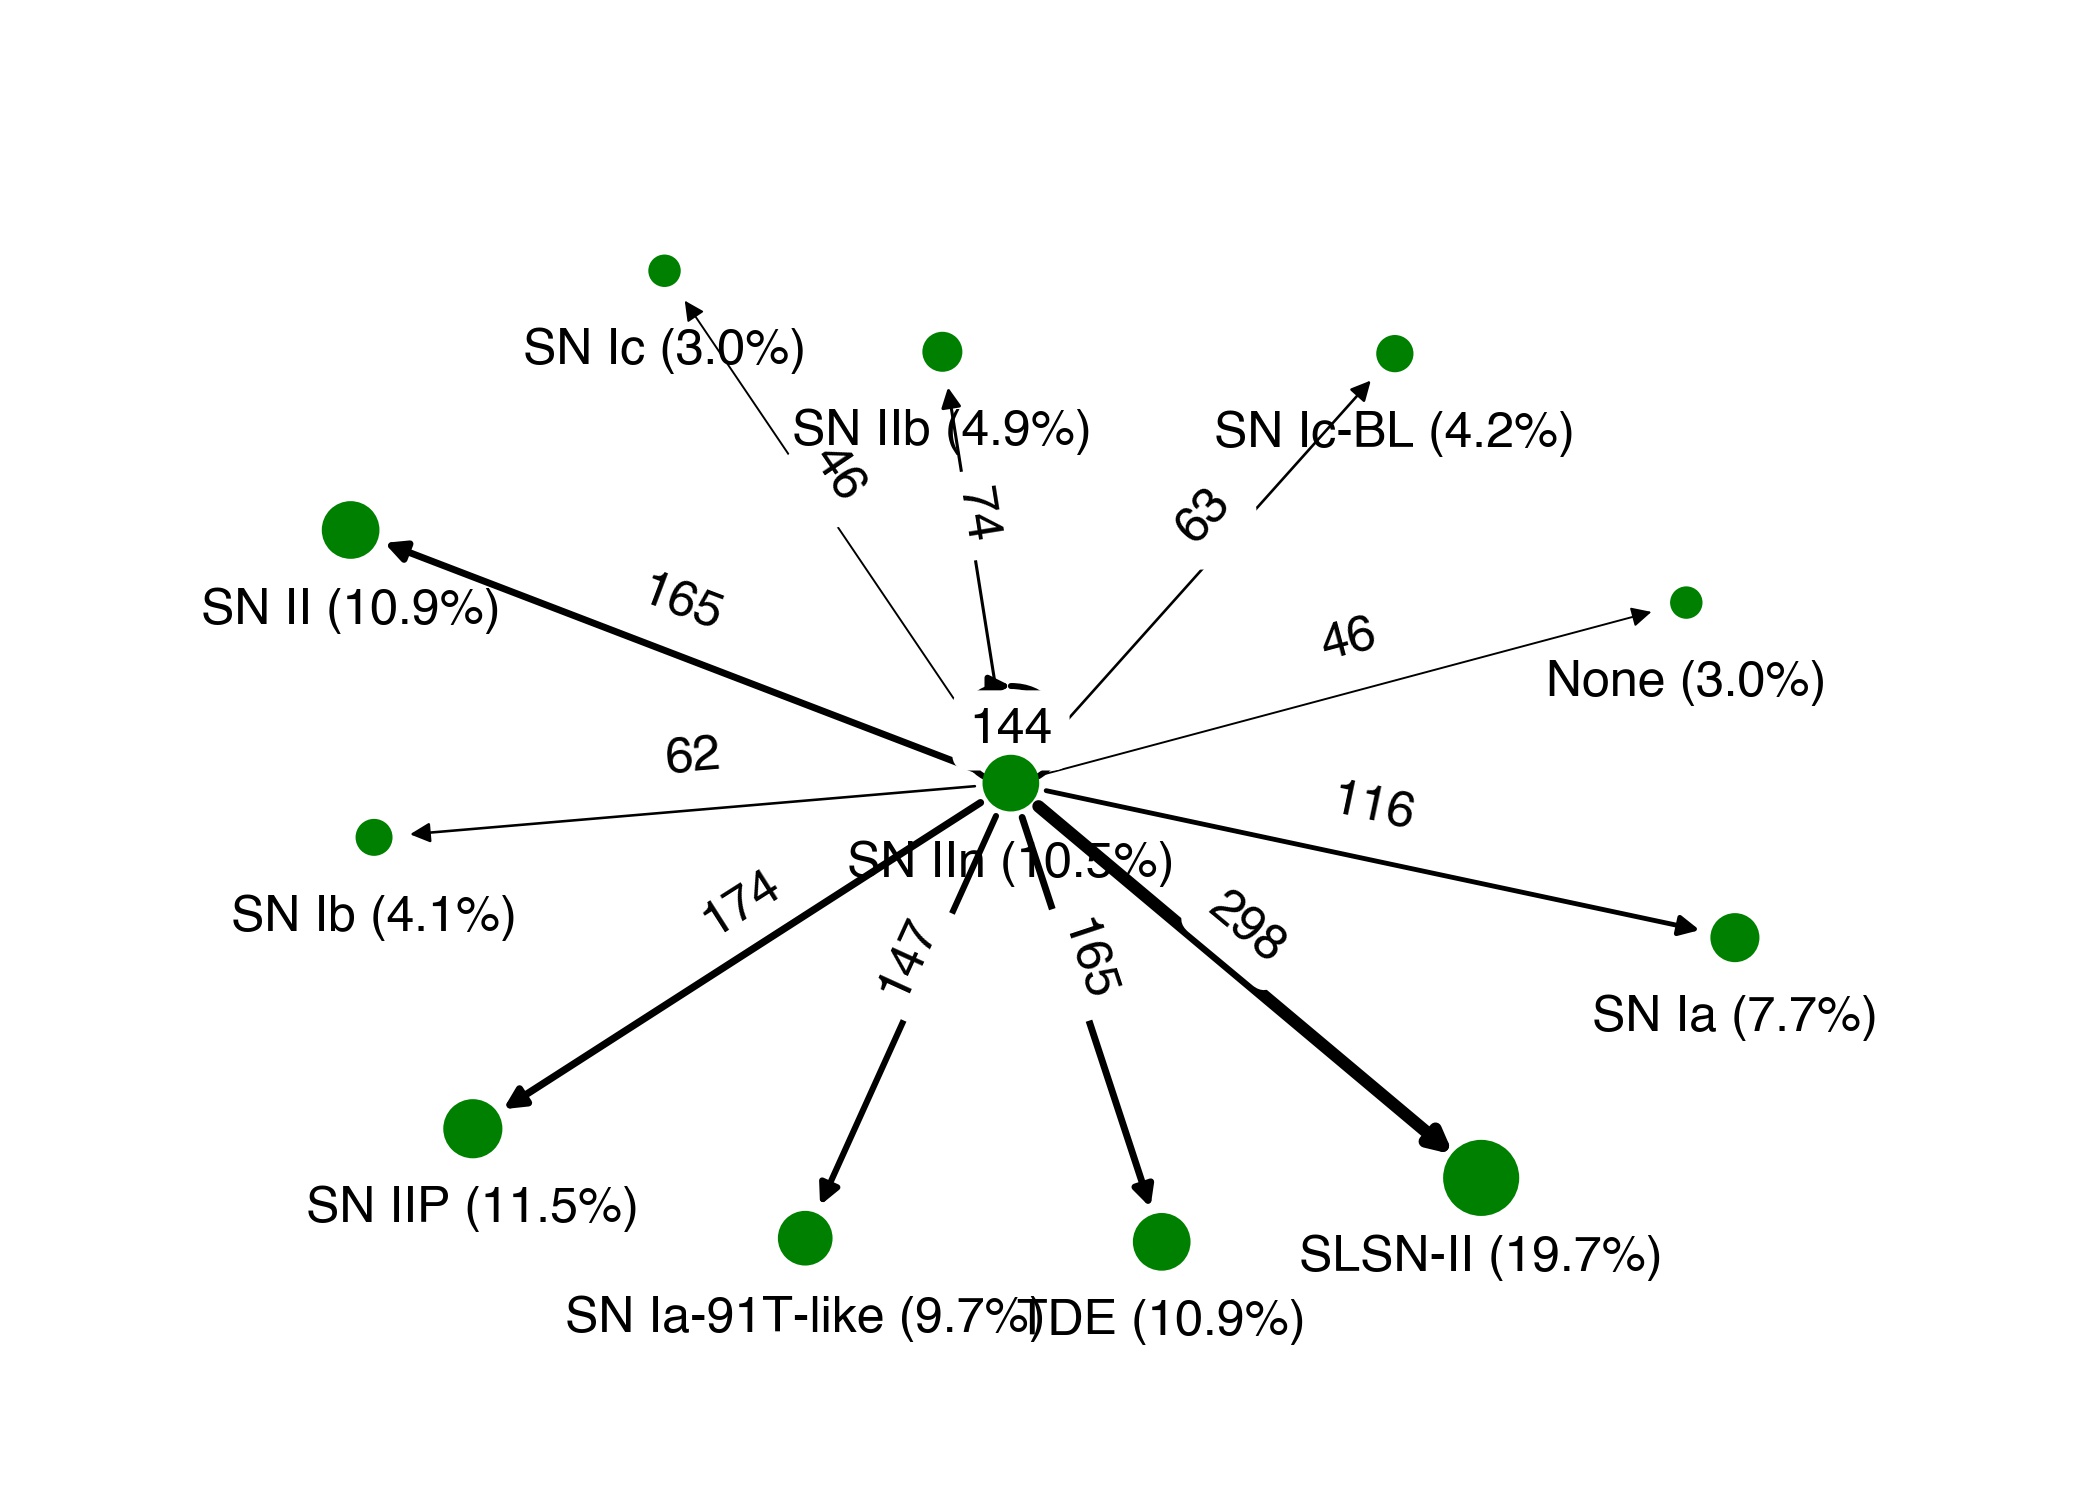 SN Ic (3.0%)
SN IIb (4.9%)
SN Ic-BL (4.2%)
46
74
63
165
SN II (10.9%)
46
None (3.0%)
62
144
116
SN IIn (10.5%)
SN Ib (4.1%)
174
147
165
298
SN Ia (7.7%)
SN IIP (11.5%)
SLSN-II (19.7%)
SN Ia-91T-like (9.7%)
TDE (10.9%)